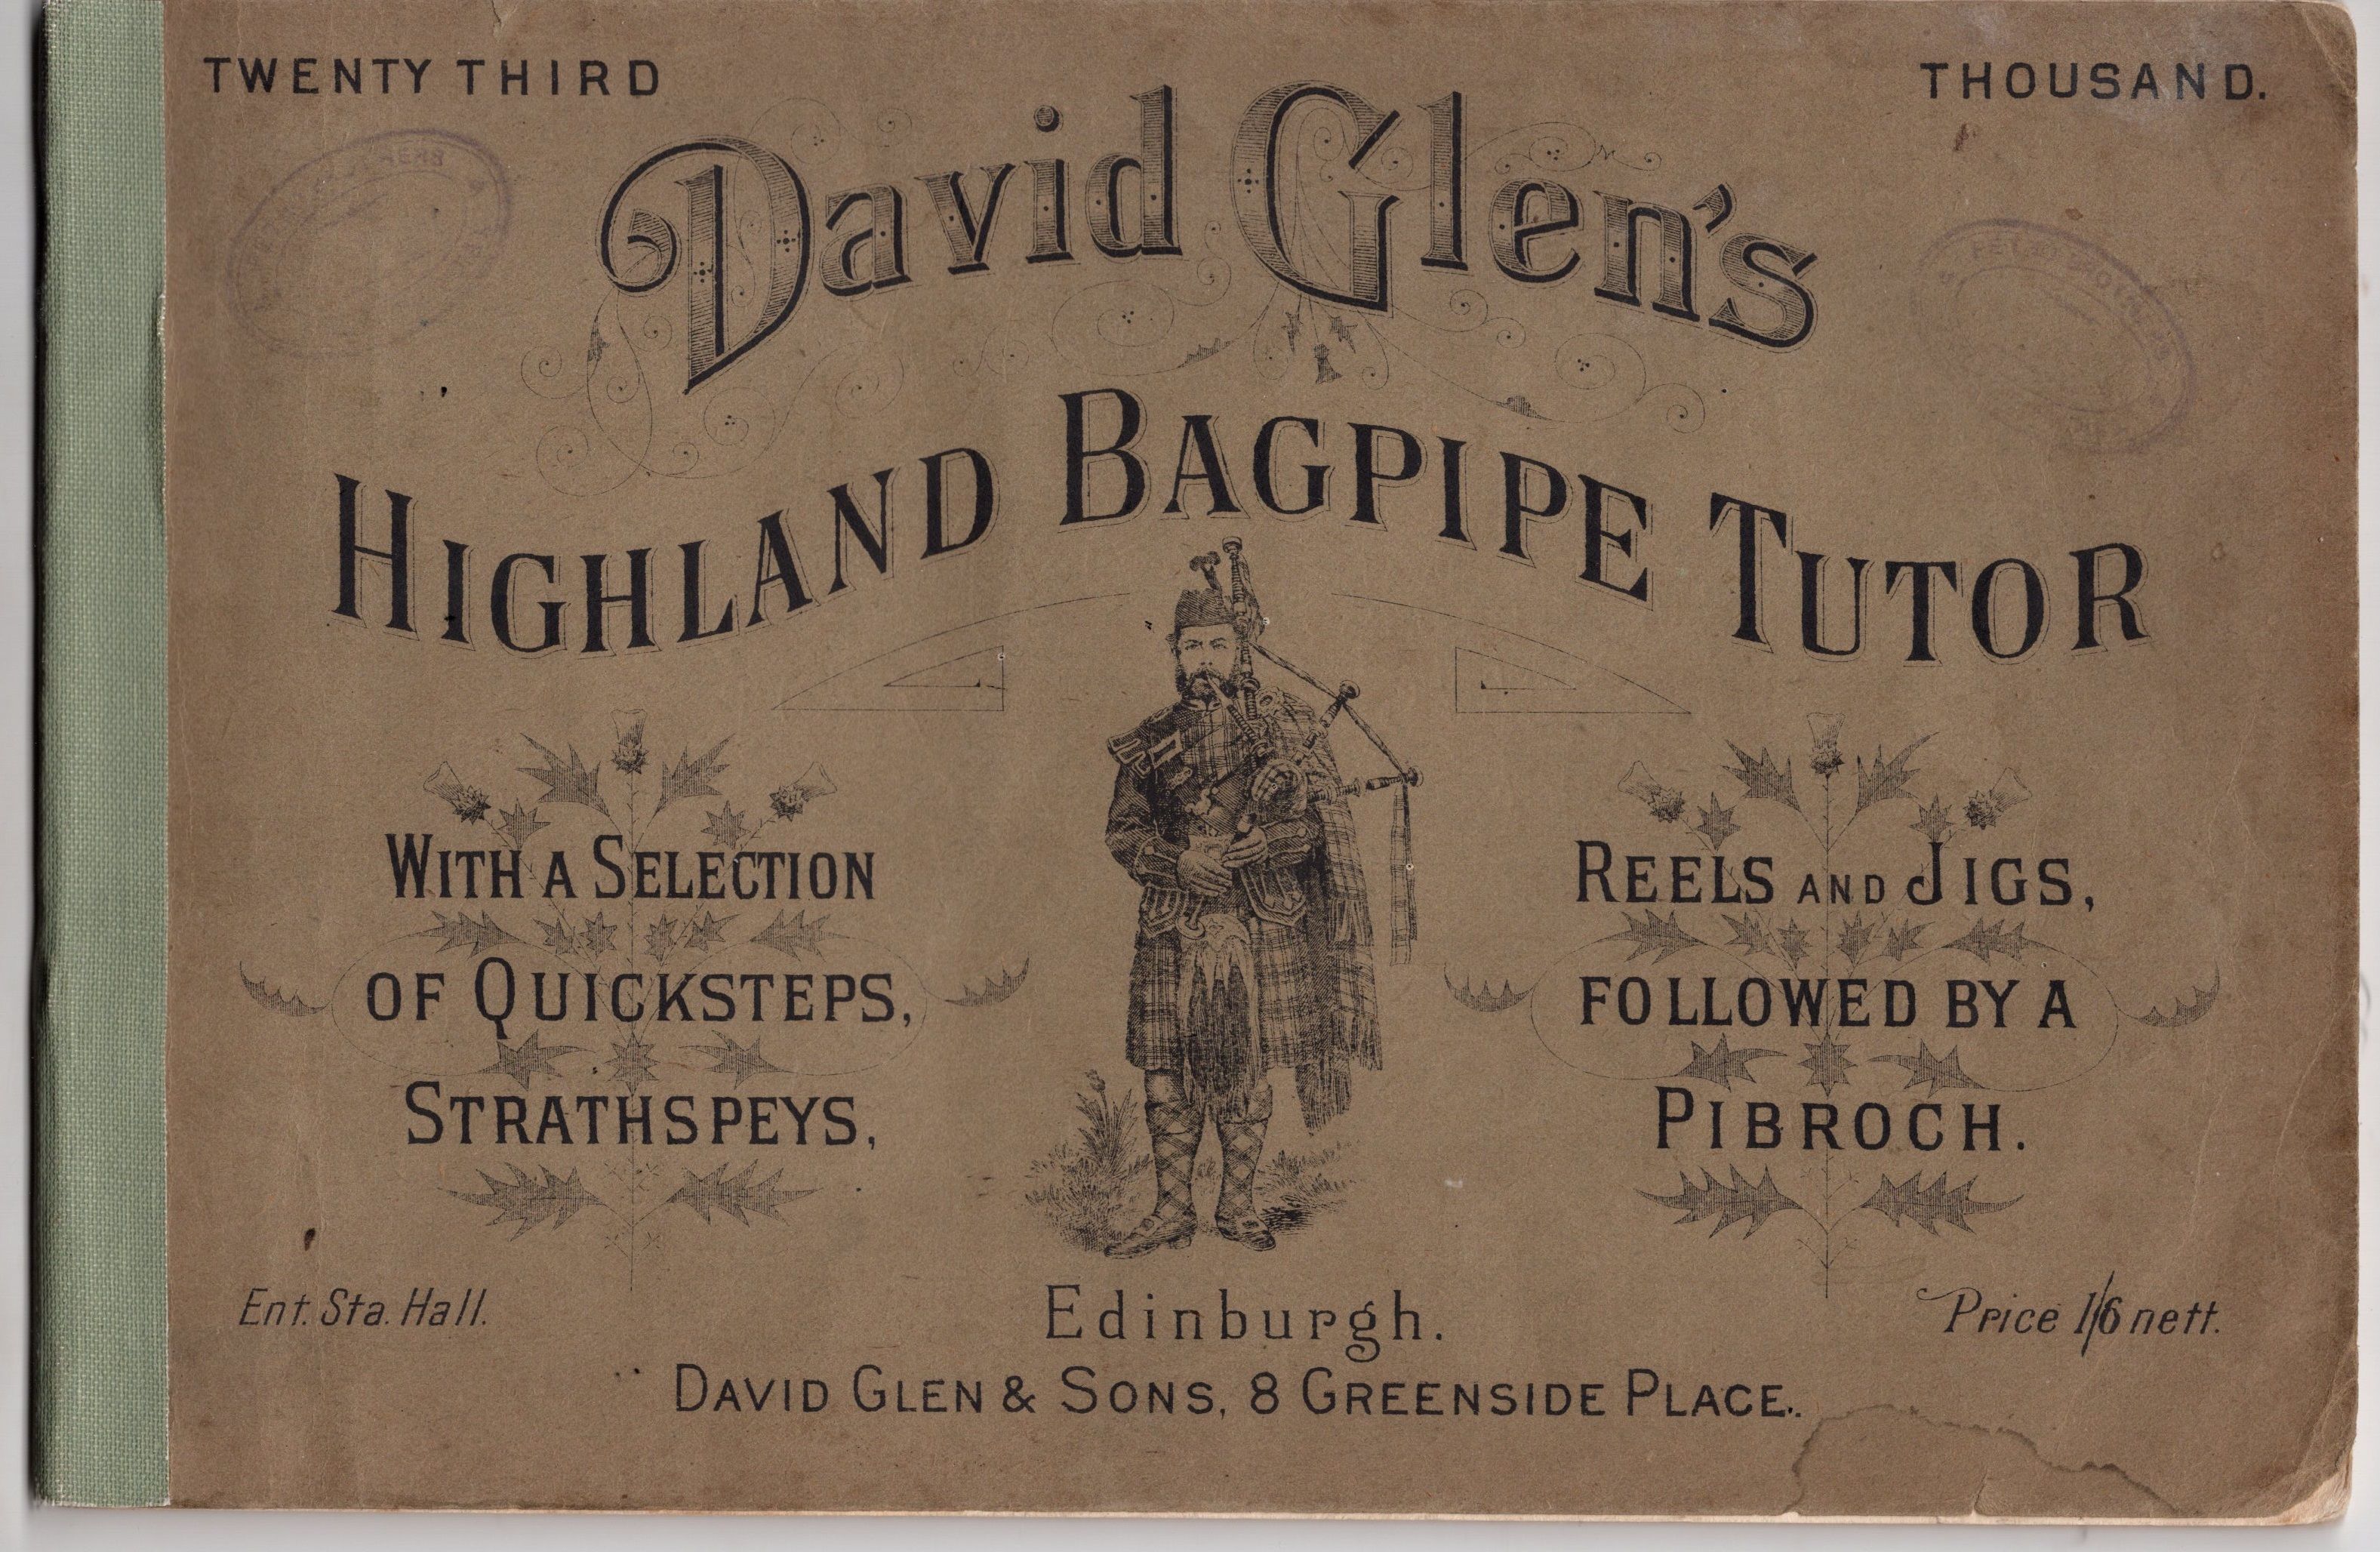 TWENTY THIRD THOUSAND.
David Glen's
HIGHLAND BAGPIPE TUTOR
WITH A SELECTION
OF QUICKSTEPS,
STRATHSPEYS,
REELS AND JIGS,
FOLLOWED BY A
PIBROCH.
Ent. Sta. Hall.
Edinburgh.
Price 1/6 nett.
DAVID GLEN & SONS, 8 GREENSIDE PLACE.